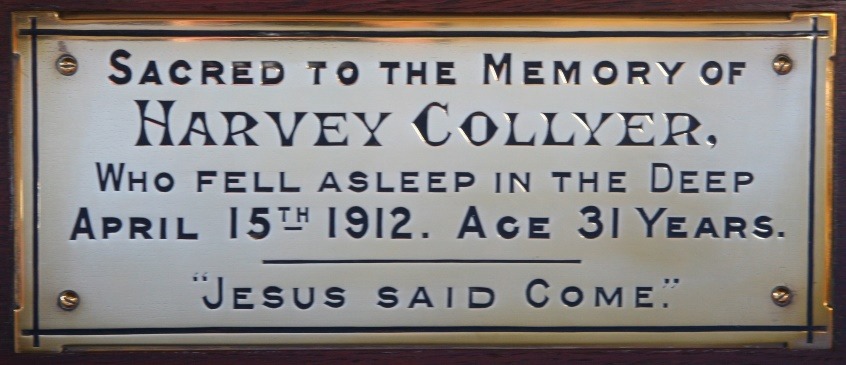 Sacred to the Memory of
Harvey Collyer,
Who fell asleep in the Deep
April 15th 1912. Age 31 Years.
"Jesus said Come."